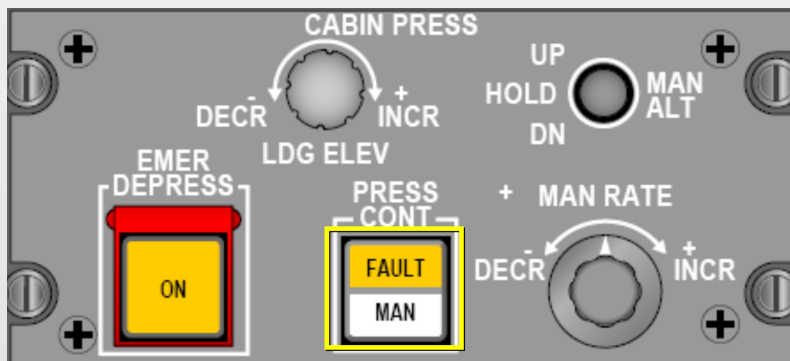 CABIN PRESS
- DECR
+ INCR
LDG ELEV
UP
HOLD
DN
MAN
ALT
EMER
DEPRESS
ON
PRESS
CONT
FAULT
MAN
+ MAN RATE
- DECR
+ INCR